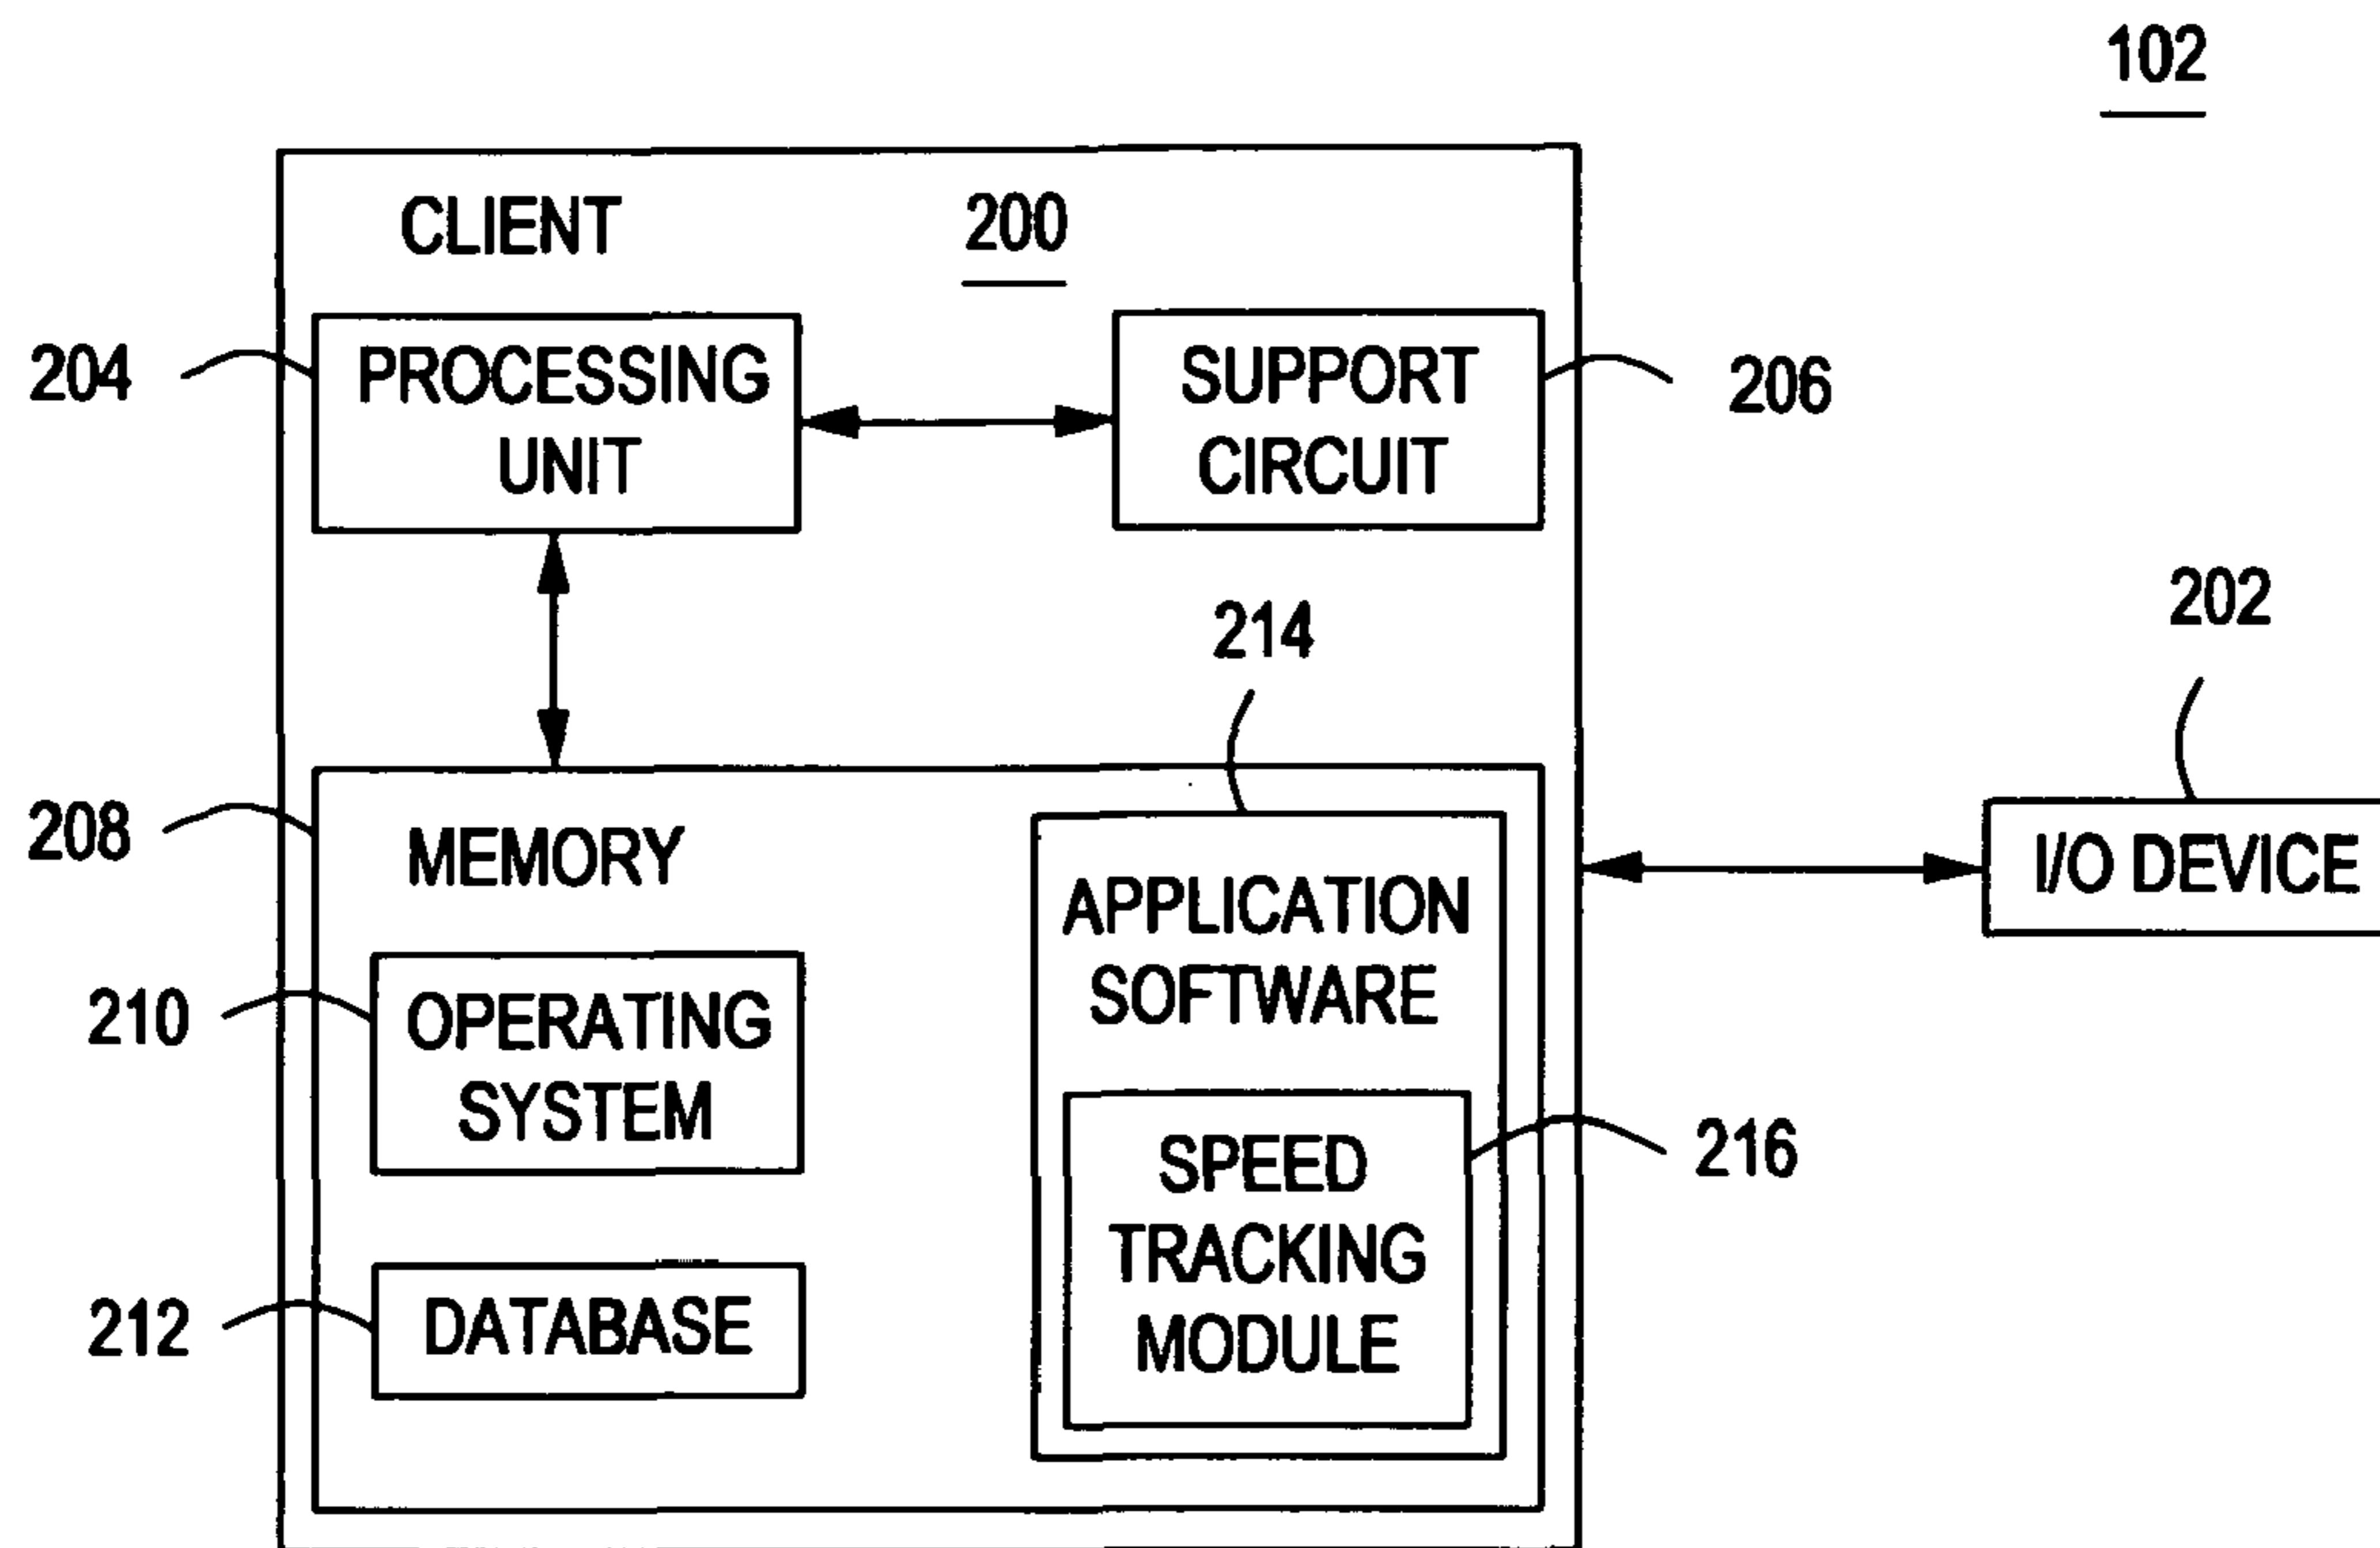 102
CLIENT
200
204
PROCESSING
UNIT
SUPPORT
CIRCUIT
206
214
202
208
MEMORY
I/O DEVICE
APPLICATION
SOFTWARE
210
OPERATING
SYSTEM
SPEED
TRACKING
MODULE
216
212
DATABASE